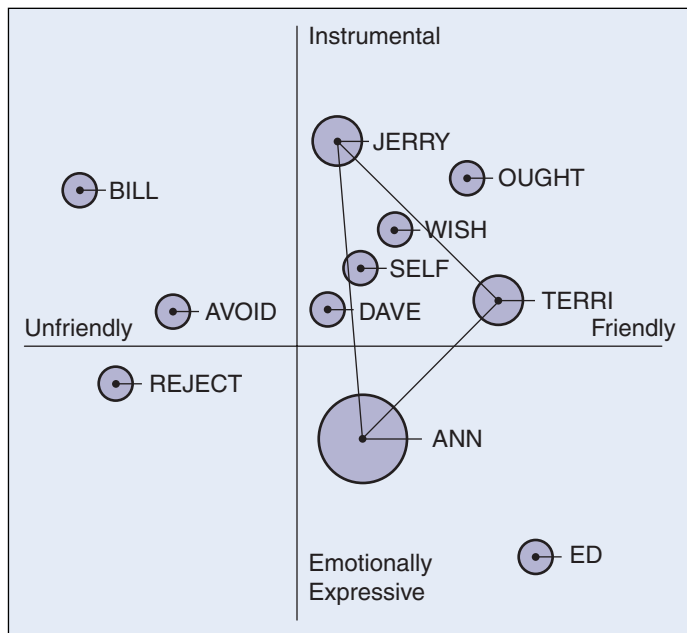 Instrumental
JERRY
OUGHT
BILL
WISH
SELF
TERRI
AVOID
DAVE
Unfriendly
Friendly
REJECT
ANN
Emotionally
Expressive
ED